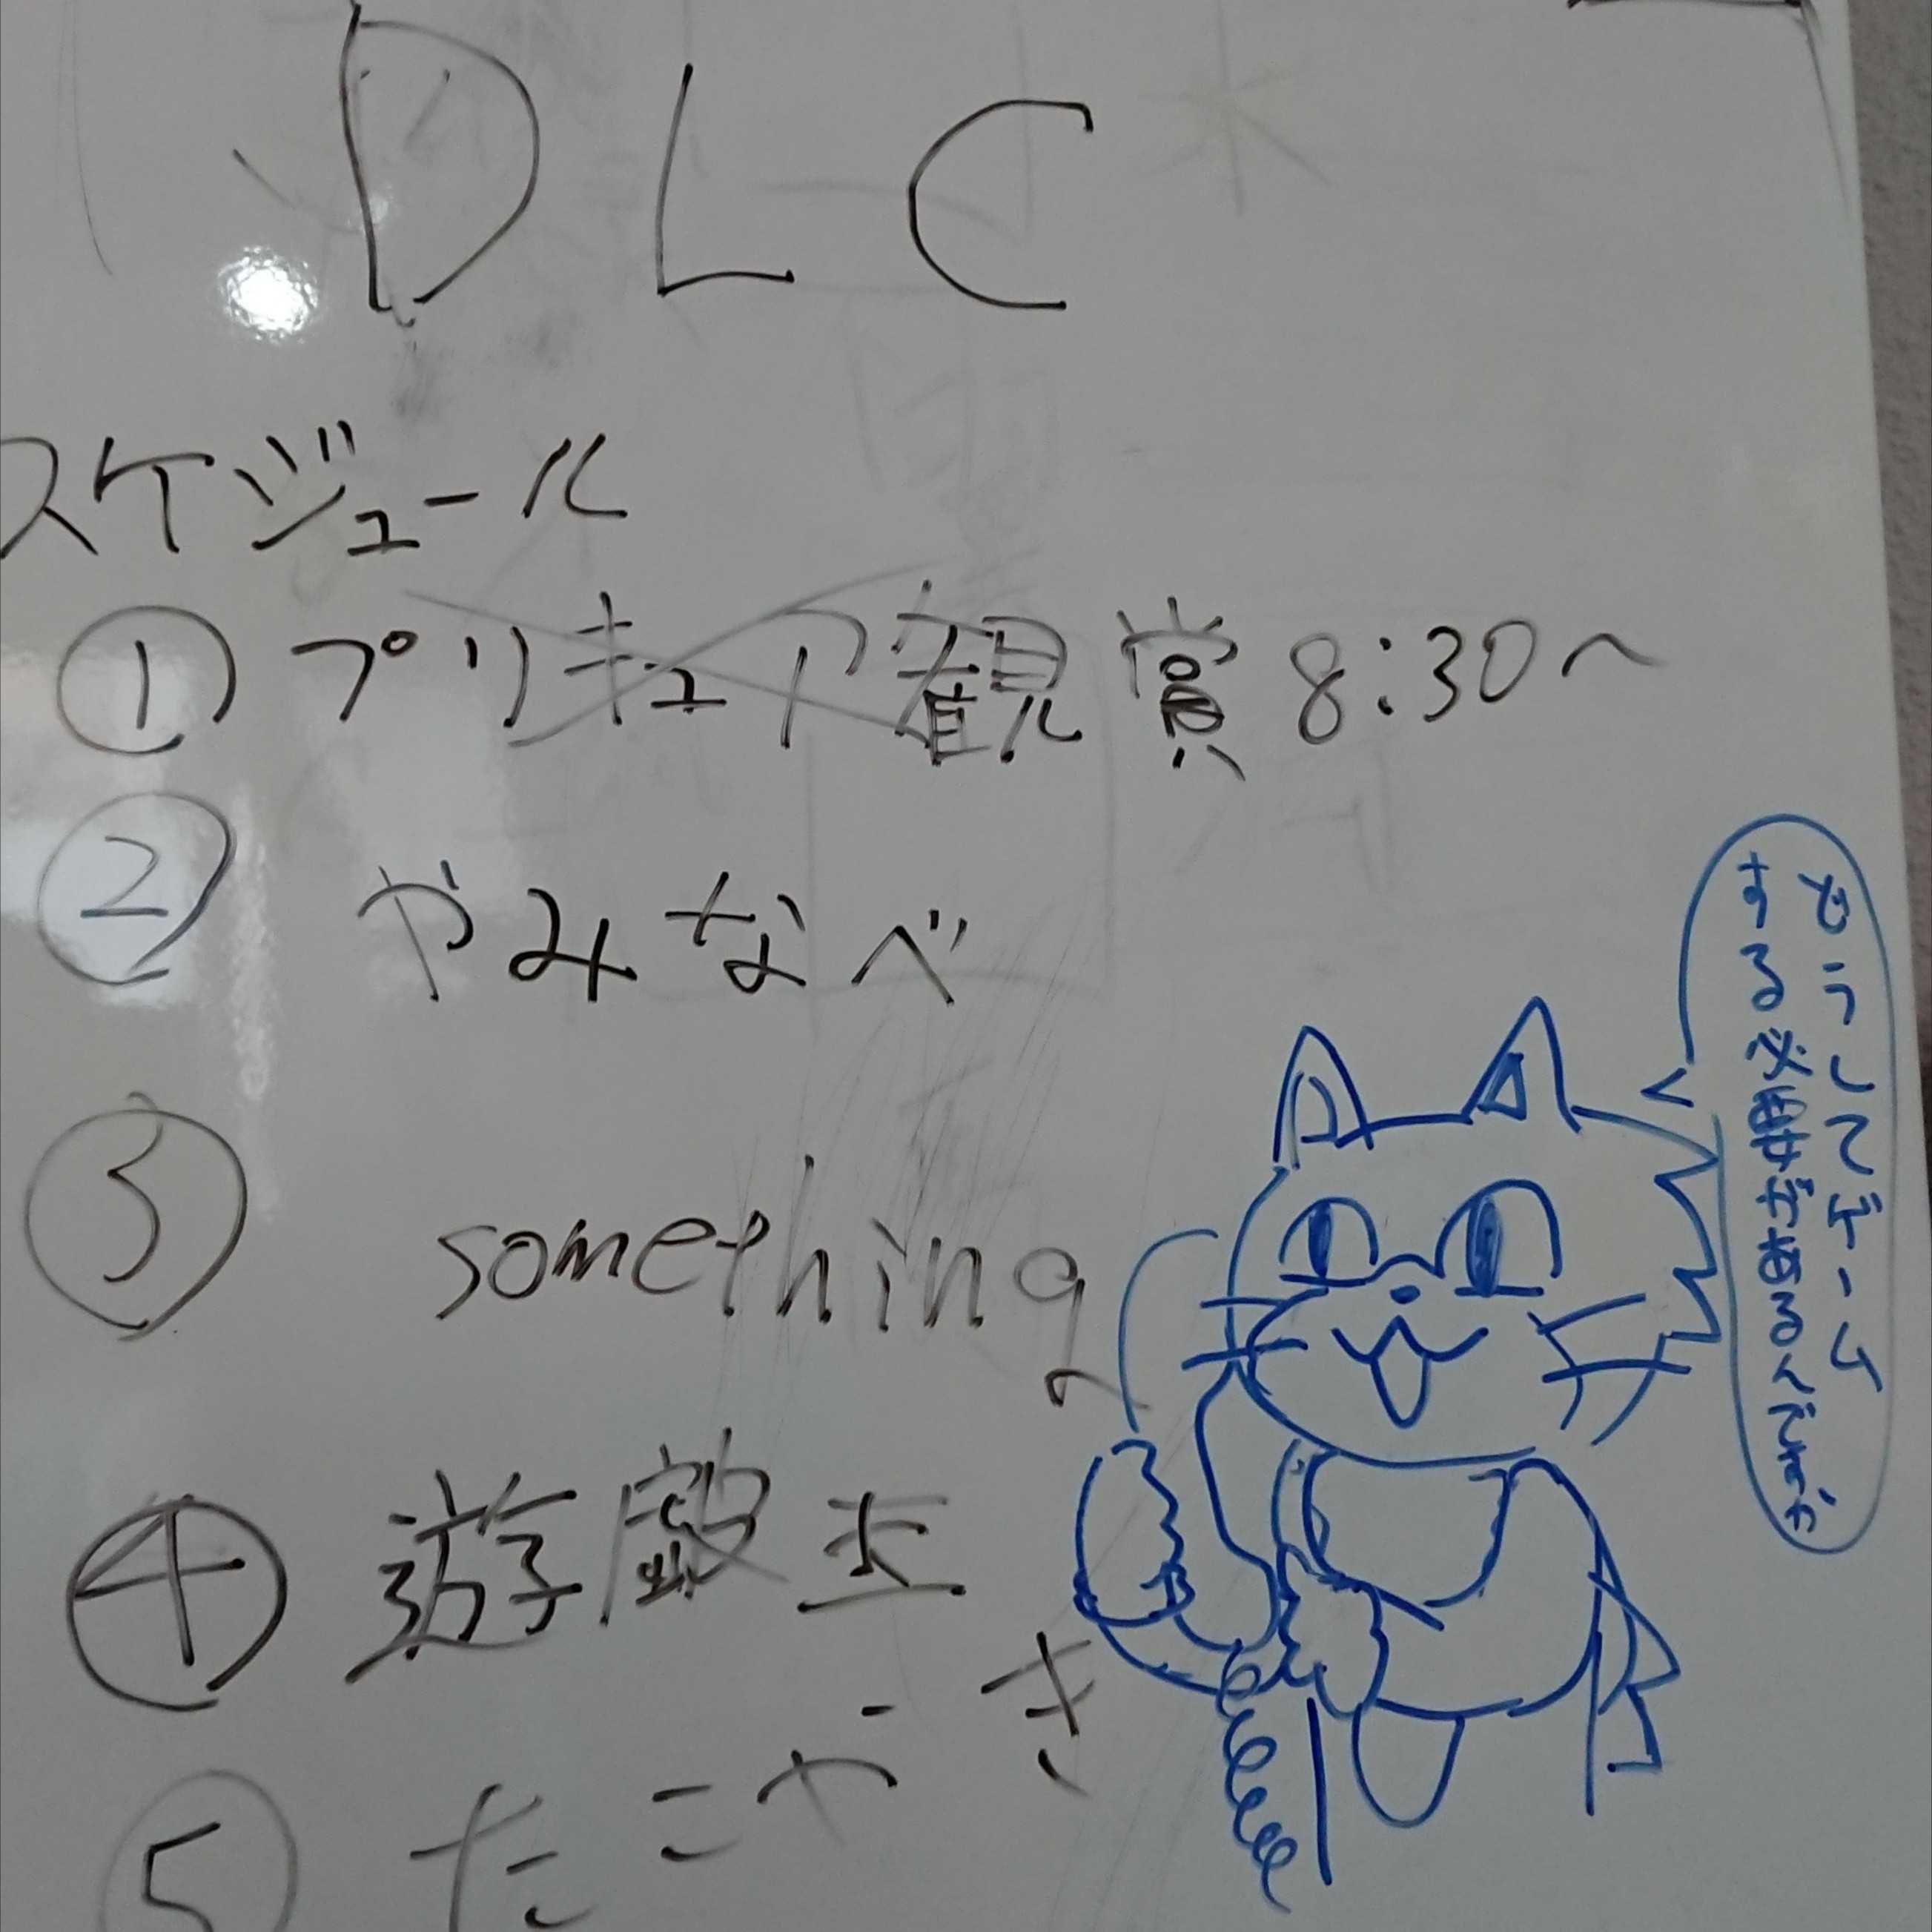 DLC
スケジュール
① プリキュア観賞 8:30～
② やみなべ
③ something
④ 遊戯王
⑤ たこやき
どうしてゲーム
する必要があるんですか